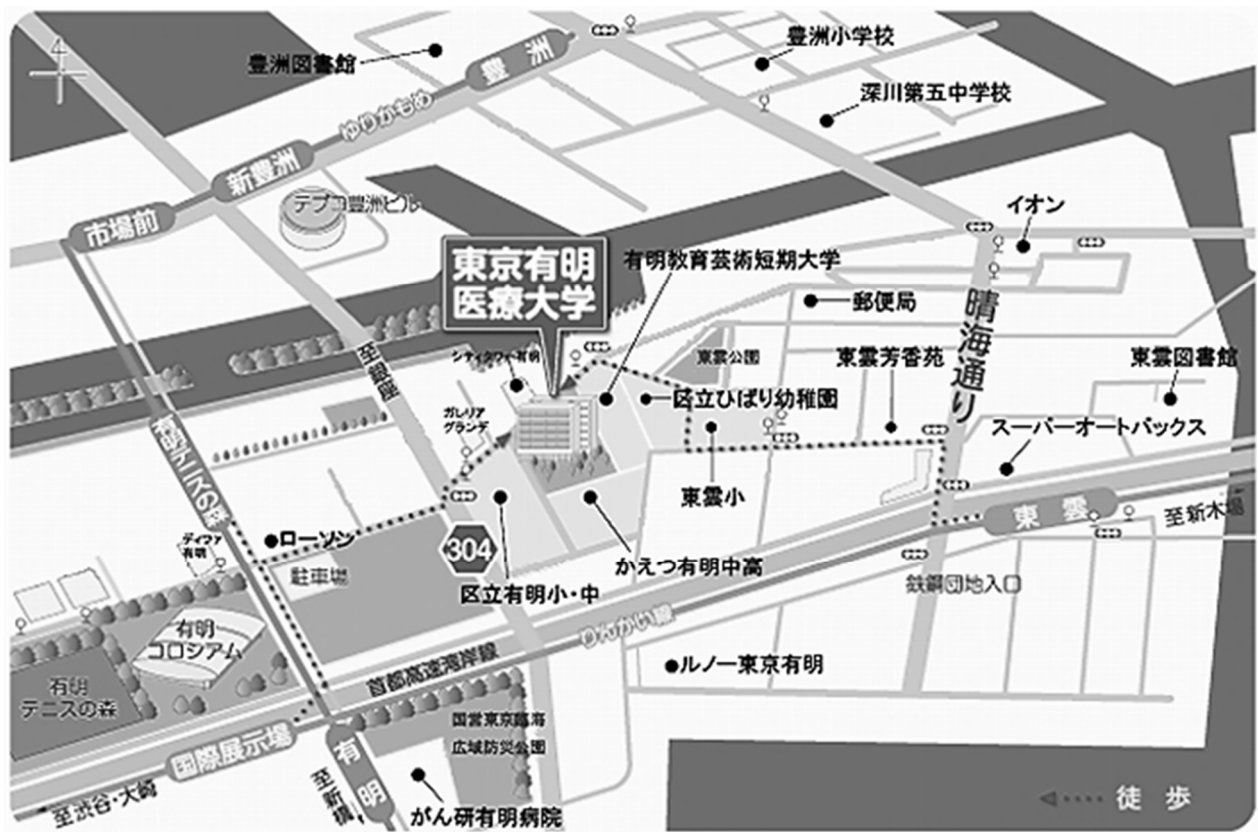 豊洲図書館
豊洲
豊洲小学校
深川第五中学校
ゆりかもめ
新豊洲
市場前
テプコ豊洲ビル
イオン
東京有明
医療大学
有明教育芸術短期大学
郵便局
晴海通り
至銀座
シティタワー有明
東雲公園
東雲芳香苑
東雲図書館
ガレリア
グランデ
区立ひばり幼稚園
スーパーオートバックス
有明テニスの森
東雲小
東雲
至新木場
ディファ
有明
ローソン
駐車場
304
かえつ有明中高
区立有明小・中
鉄鋼団地入口
りんかい線
有明
コロシアム
首都高速湾岸線
ルノー東京有明
有明
テニスの森
国際展示場
有明
国営東京臨海
広域防災公園
至渋谷・大崎
至新橋
がん研有明病院
徒歩